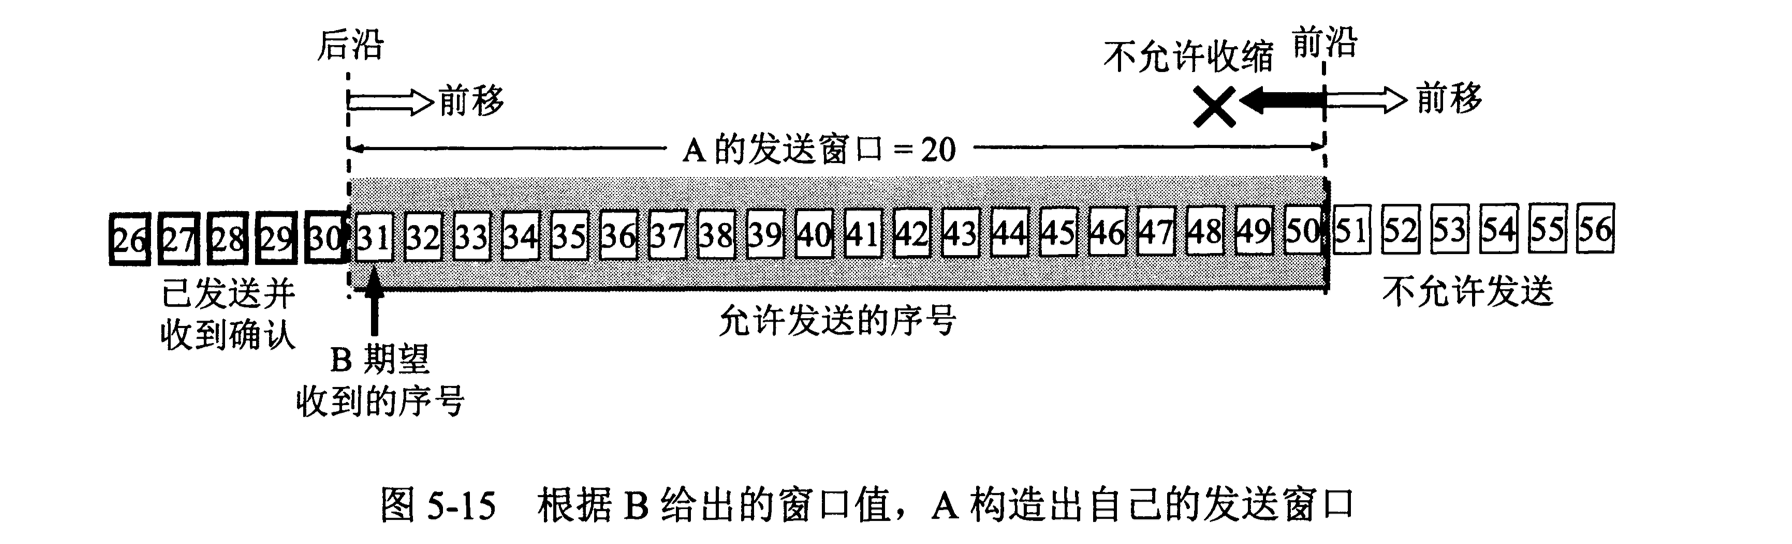 后沿
不允许收缩 前沿
前移 前移
A 的发送窗口 = 20
26 27 28 29 30 31 32 33 34 35 36 37 38 39 40 41 42 43 44 45 46 47 48 49 50 51 52 53 54 55 56
已发送并
收到确认
允许发送的序号
不允许发送
B 期望
收到的序号
图 5-15 根据 B 给出的窗口值，A 构造出自己的发送窗口